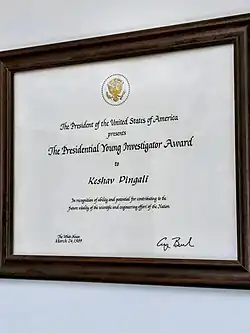 The President of the United States of America
presents
The Presidential Young Investigator Award
to
Keshav Pingali
In recognition of ability and potential for contributing to the
future vitality of the scientific and engineering effort of the Nation
The White House
March 24, 1989